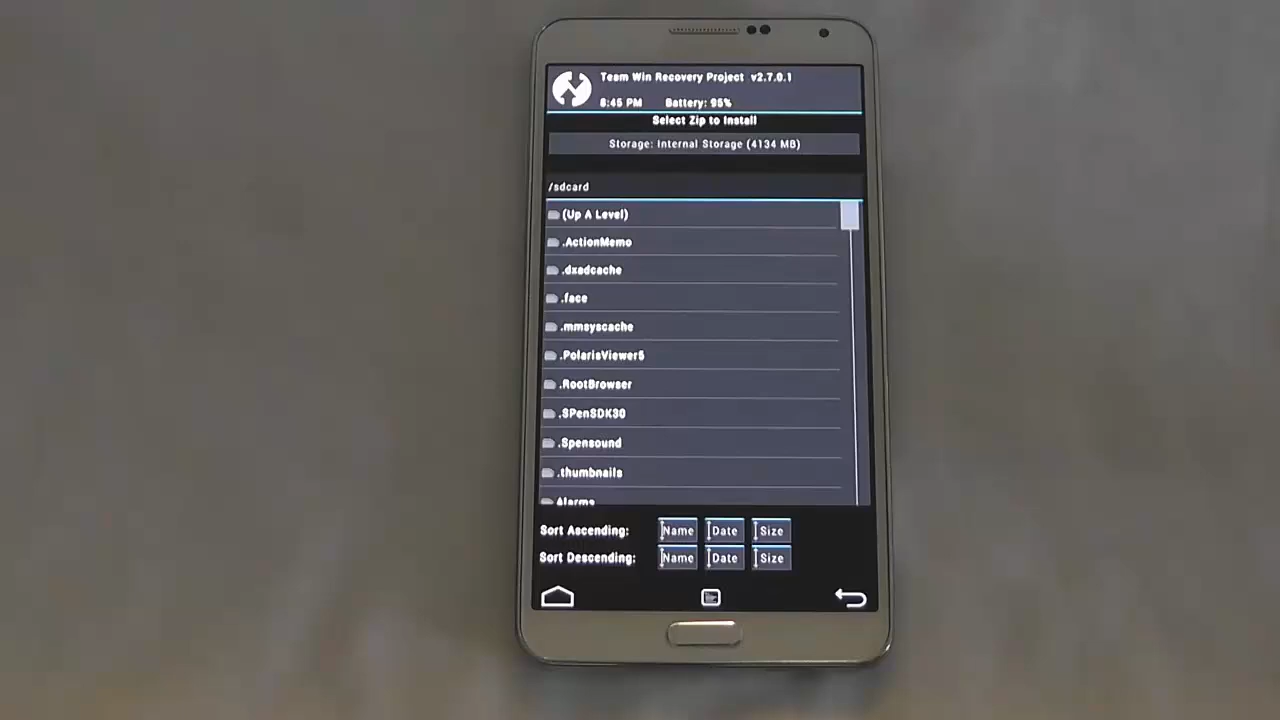 Team Win Recovery Project v2.7.0.1
8:45 PM Battery: 95%
Select Zip to Install
Storage: Internal Storage (4134 MB)
/sdcard
(Up A Level)
.ActionMemo
.dxadcache
.face
.mmsyscache
.PolarisViewer5
.RootBrowser
.SPenSDK30
.Spensound
.thumbnails
Alarms
Sort Ascending: Name Date Size
Sort Descending: Name Date Size